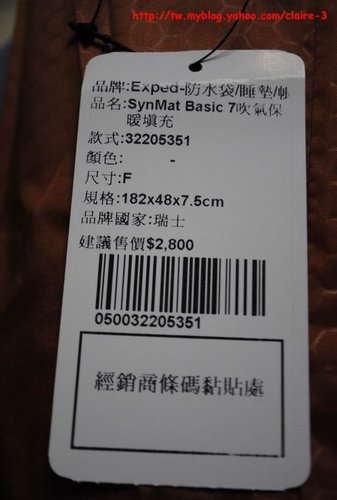 http://tw.myblog.yahoo.com/claire-3
品牌:Exped-防水袋/睡墊/帳
品名:SynMat Basic 7吹氣保
暖填充
款式:32205351
顏色: -
尺寸:F
規格:182x48x7.5cm
品牌國家:瑞士
建議售價$2,800
050032205351
經銷商條碼黏貼處